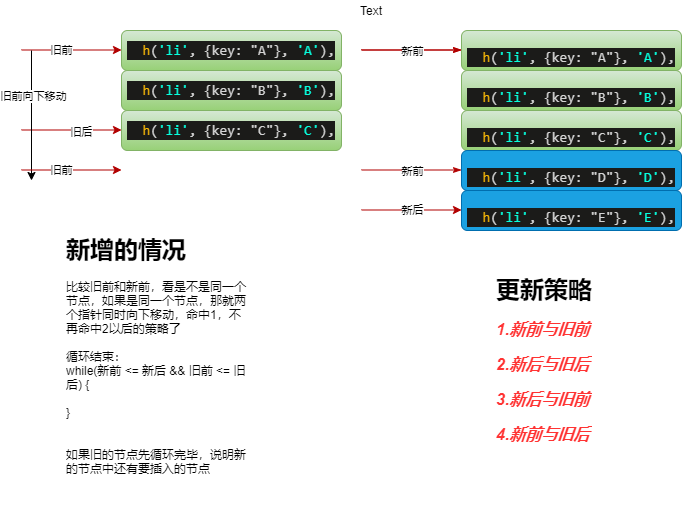 Text
旧前
h('li', {key: "A"}, 'A'),
旧前向下移动
h('li', {key: "B"}, 'B'),
旧后
h('li', {key: "C"}, 'C'),
旧前
新前
h('li', {key: "A"}, 'A'),
h('li', {key: "B"}, 'B'),
h('li', {key: "C"}, 'C'),
新前
h('li', {key: "D"}, 'D'),
新后
h('li', {key: "E"}, 'E'),
新增的情况
比较旧前和新前，看是不是同一个
节点，如果是同一个节点，那就两
个指针同时向下移动，命中1，不
再命中2以后的策略了
循环结束：
while(新前 <= 新后 && 旧前 <= 旧
后) {
}
如果旧的节点先循环完毕，说明新
的节点中还有要插入的节点
更新策略
1.新前与旧前
2.新后与旧后
3.新后与旧前
4.新前与旧后